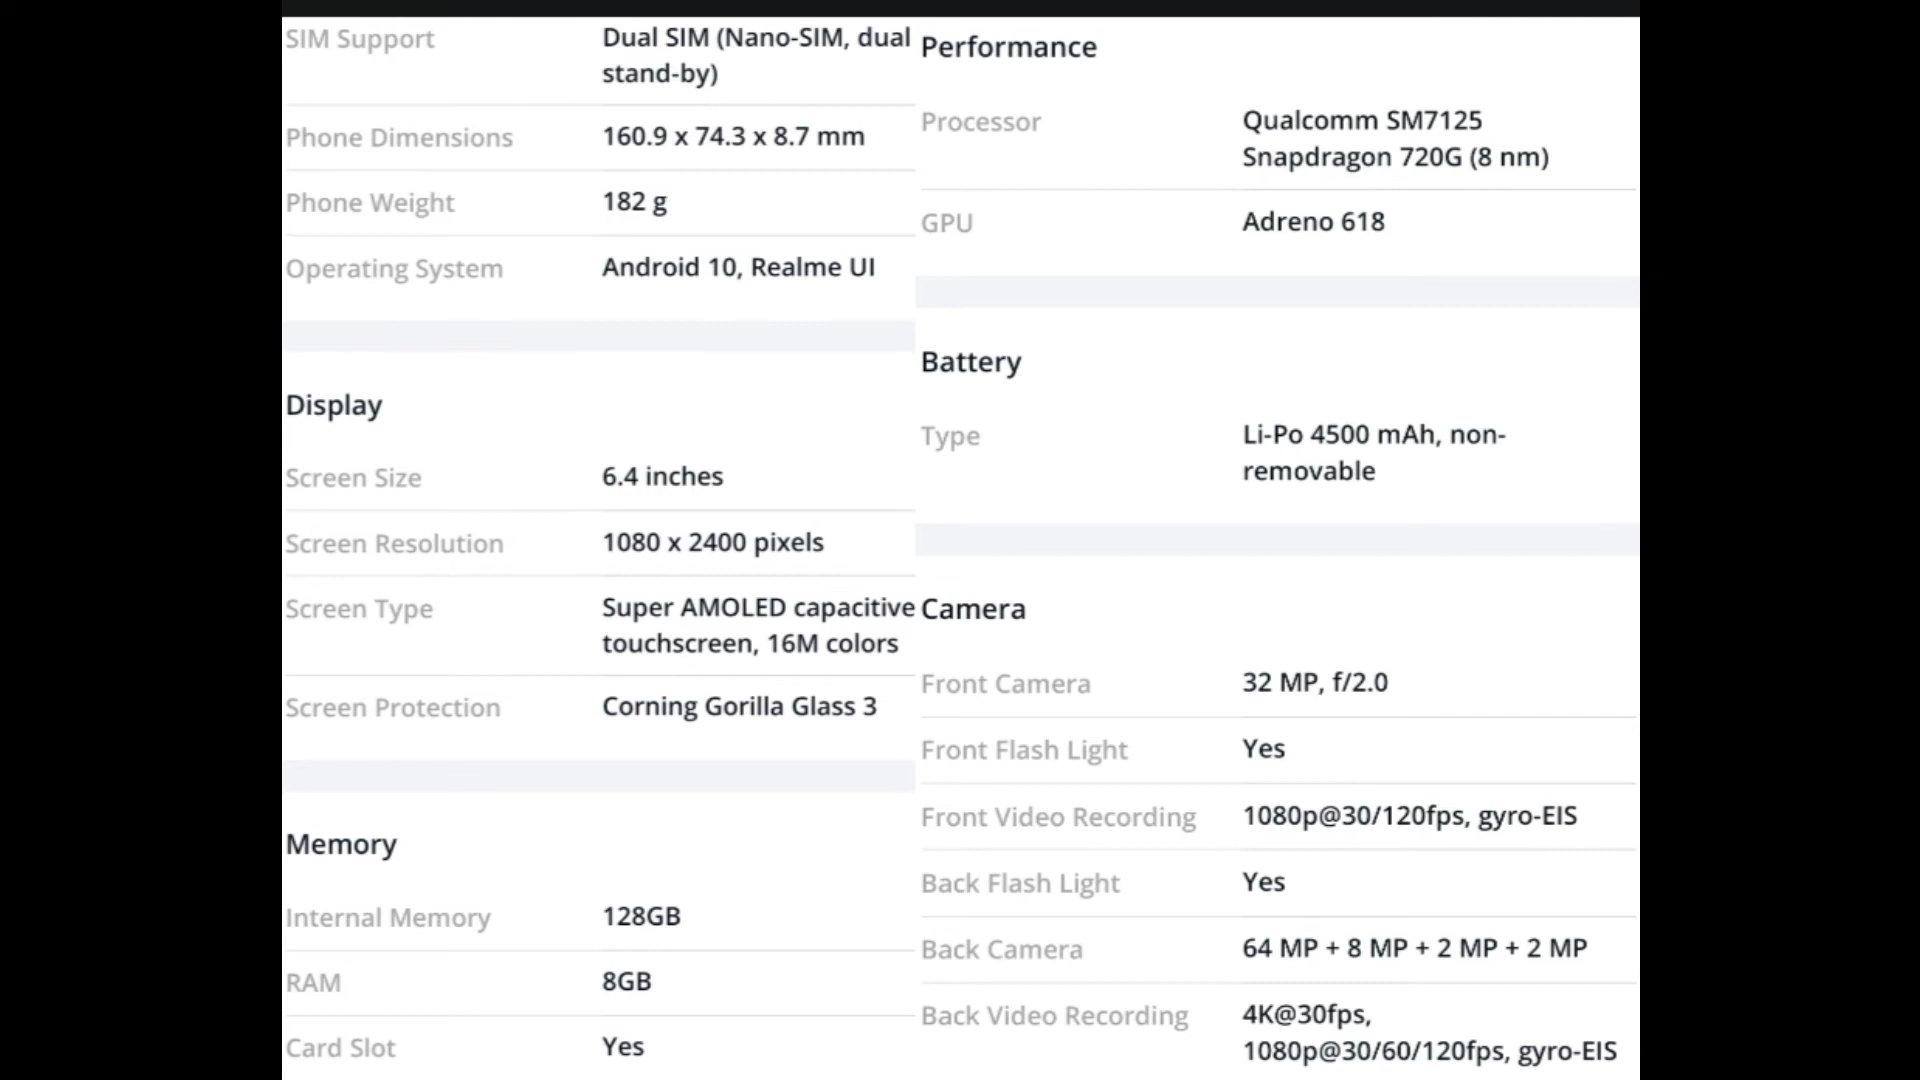 SIM Support
Dual SIM (Nano-SIM, dual
stand-by)
Phone Dimensions
160.9 x 74.3 x 8.7 mm
Phone Weight
182 g
Operating System
Android 10, Realme UI
Display
Screen Size
6.4 inches
Screen Resolution
1080 x 2400 pixels
Screen Type
Super AMOLED capacitive
touchscreen, 16M colors
Screen Protection
Corning Gorilla Glass 3
Memory
Internal Memory
128GB
RAM
8GB
Card Slot
Yes
Performance
Processor
Qualcomm SM7125
Snapdragon 720G (8 nm)
GPU
Adreno 618
Battery
Type
Li-Po 4500 mAh, non-
removable
Camera
Front Camera
32 MP, f/2.0
Front Flash Light
Yes
Front Video Recording
1080p@30/120fps, gyro-EIS
Back Flash Light
Yes
Back Camera
64 MP + 8 MP + 2 MP + 2 MP
Back Video Recording
4K@30fps,
1080p@30/60/120fps, gyro-EIS